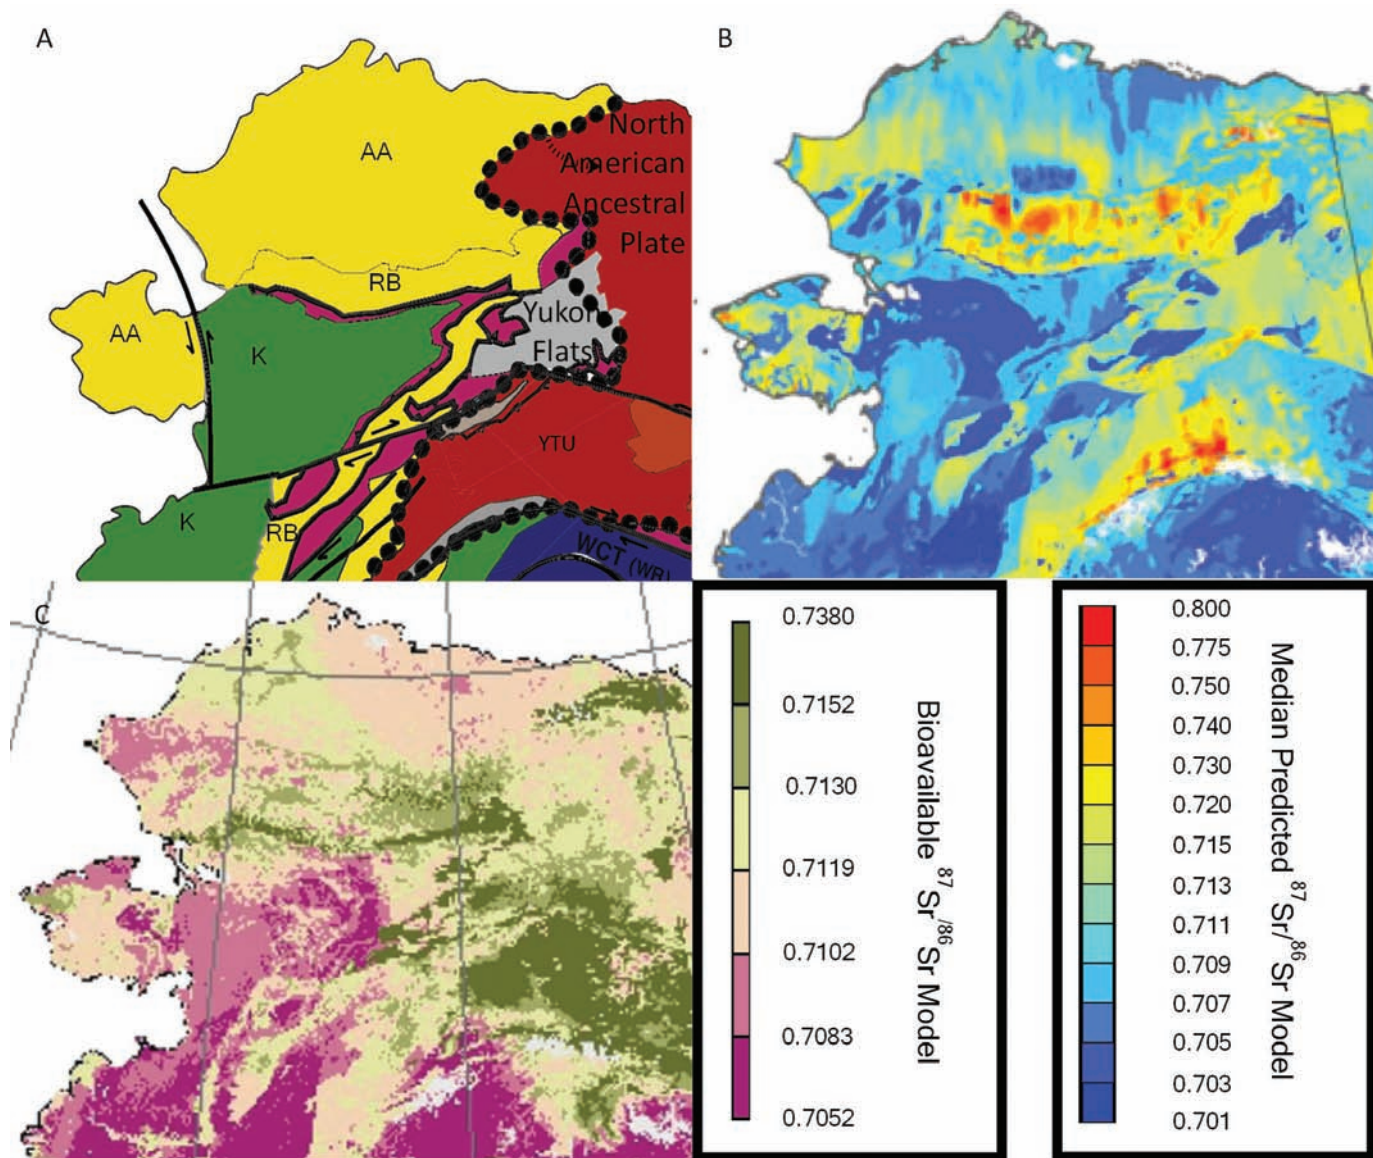 A
AA
North
American
Ancestral
Plate
RB
AA
K
Yukon
Flats
YTU
K
RB
WCT (WR)
B
C
0.7380
0.7152
0.7130
0.7119
0.7102
0.7083
0.7052
Bioavailable ⁸⁷Sr/⁸⁶Sr Model
0.800
0.775
0.750
0.740
0.730
0.720
0.715
0.713
0.711
0.709
0.707
0.705
0.703
0.701
Median Predicted ⁸⁷Sr/⁸⁶Sr Model